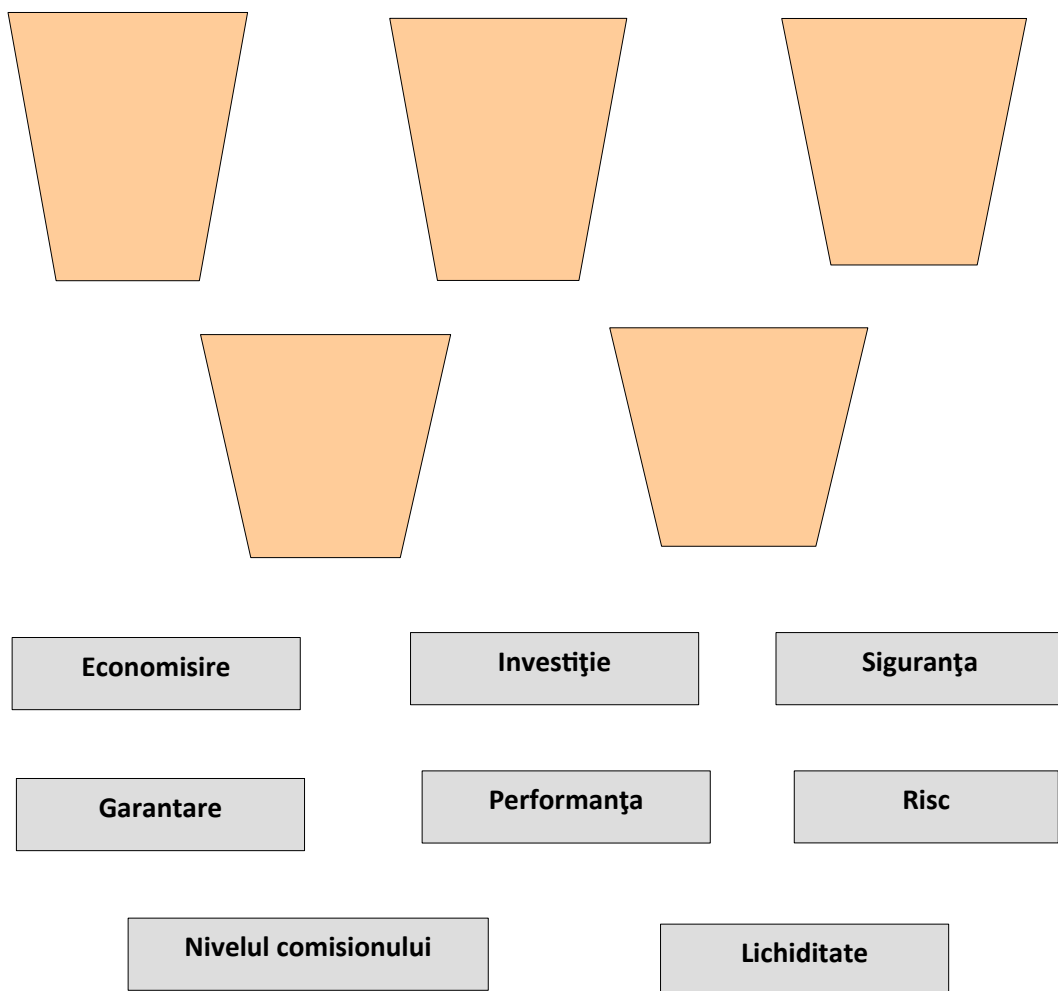 Economisire
Investiţie
Siguranţa
Garantare
Performanţa
Risc
Nivelul comisionului
Lichiditate